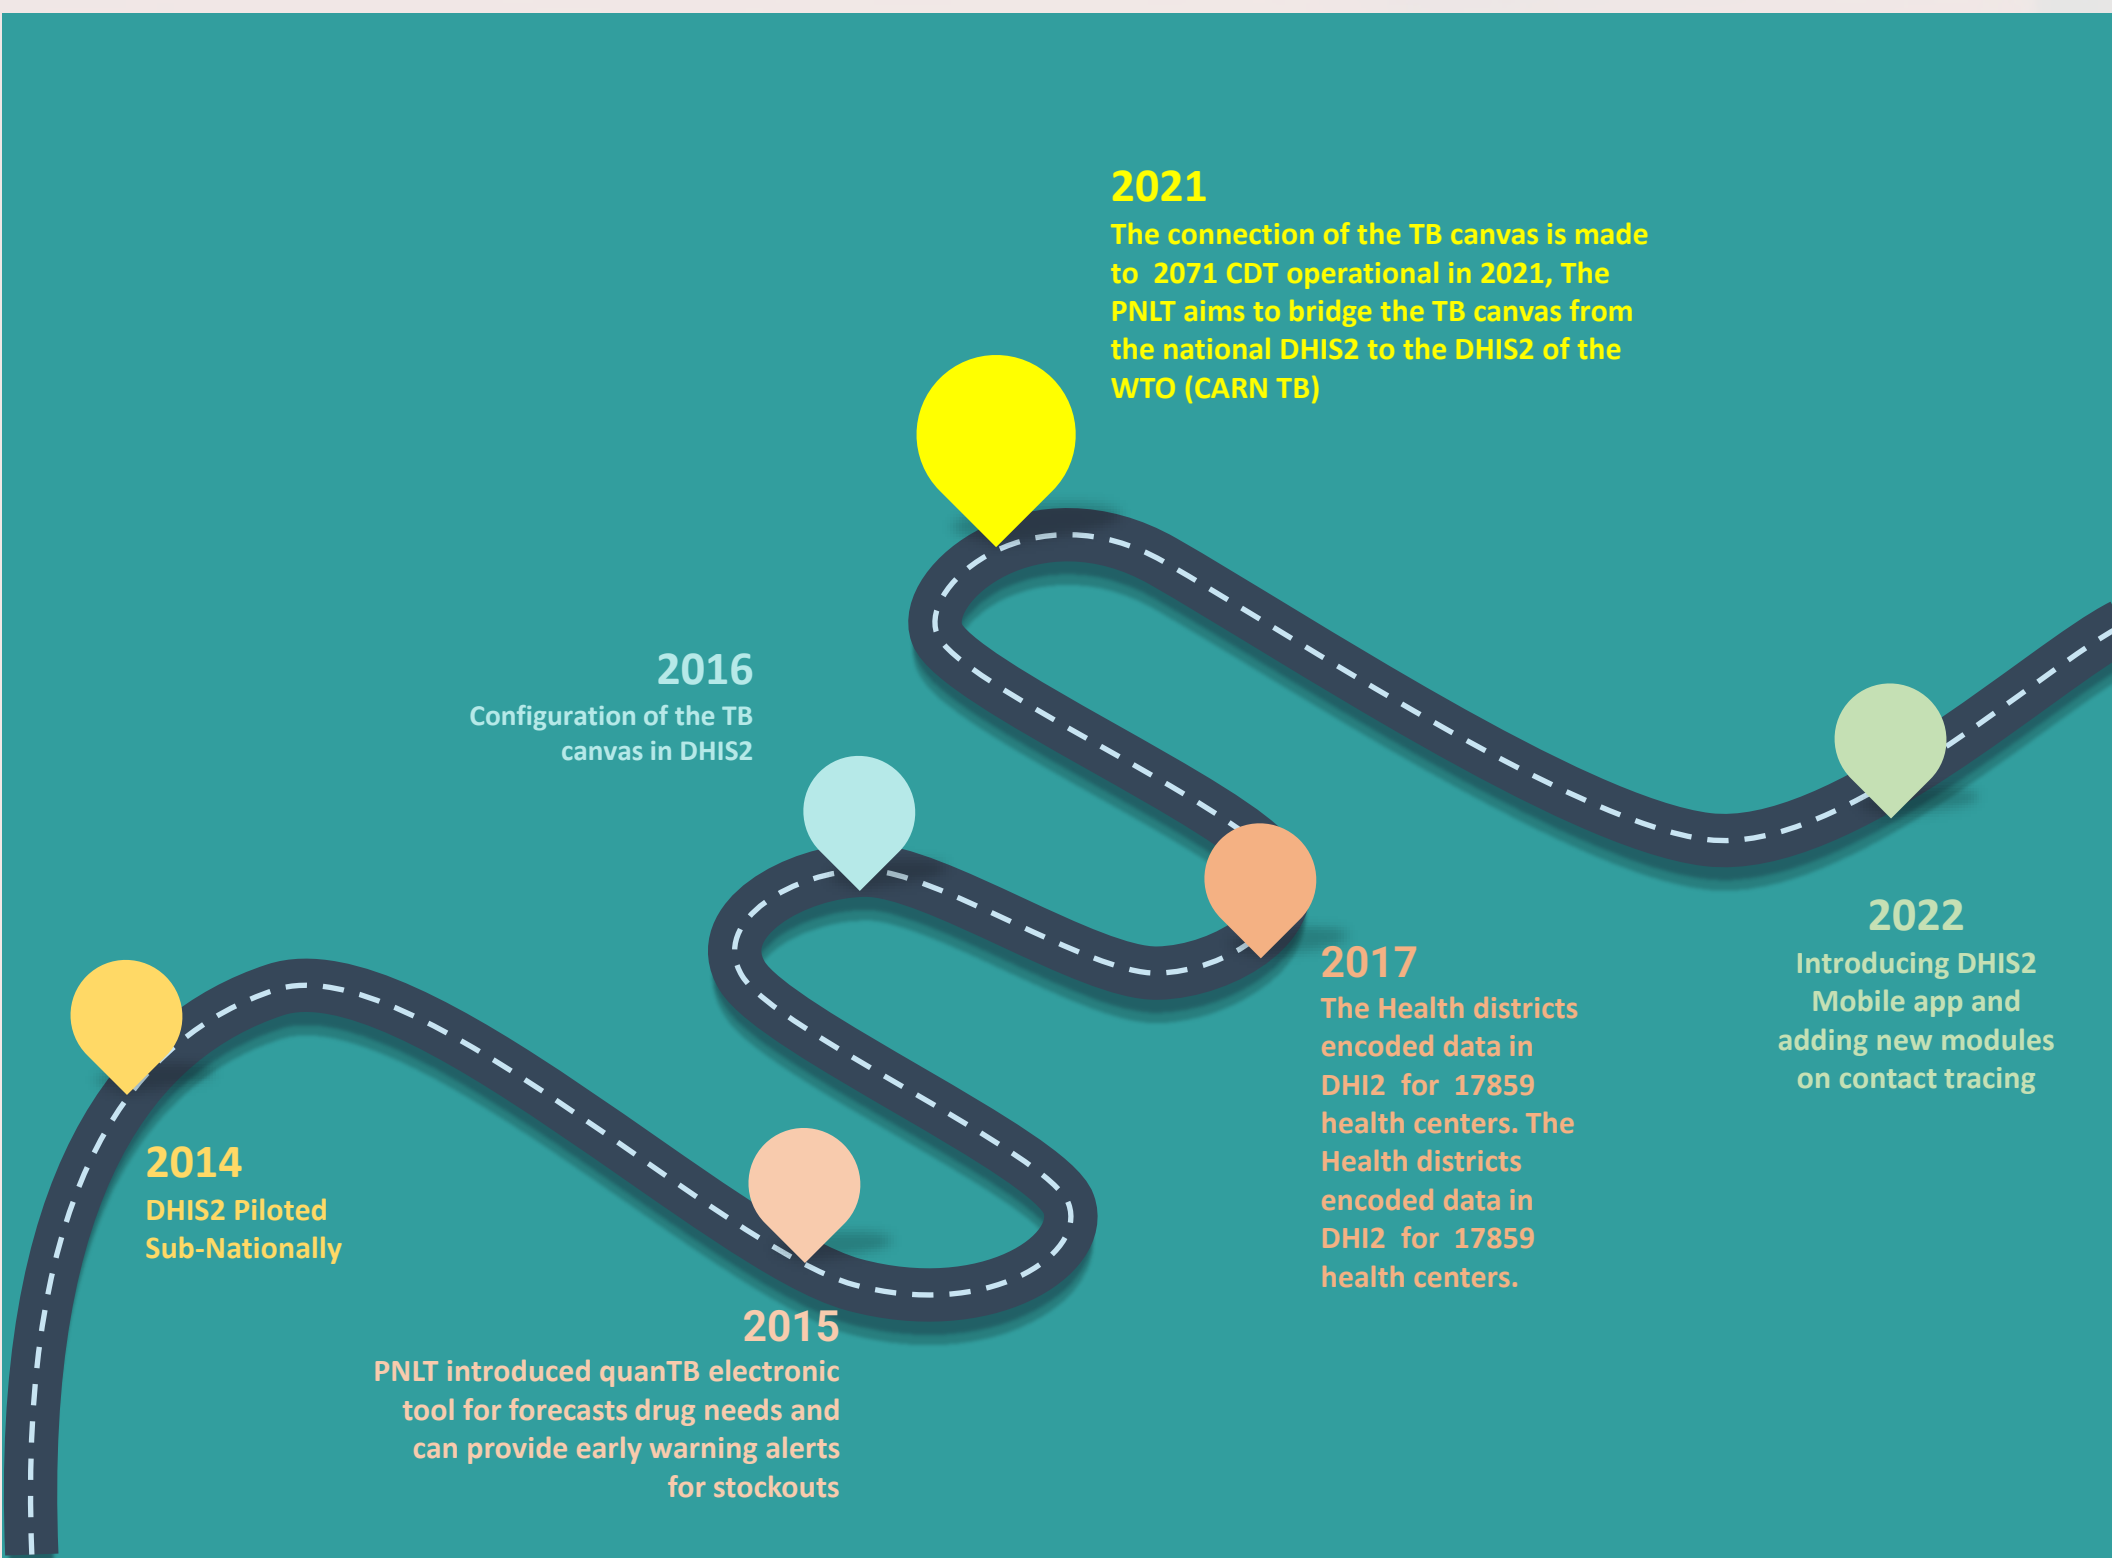 2021
The connection of the TB canvas is made
to 2071 CDT operational in 2021, The
PNLT aims to bridge the TB canvas from
the national DHIS2 to the DHIS2 of the
WTO (CARN TB)
2016
Configuration of the TB
canvas in DHIS2
2022
Introducing DHIS2
Mobile app and
adding new modules
on contact tracing
2017
The Health districts
encoded data in
DHI2 for 17859
health centers. The
Health districts
encoded data in
DHI2 for 17859
health centers.
2014
DHIS2 Piloted
Sub-Nationally
2015
PNLT introduced quanTB electronic
tool for forecasts drug needs and
can provide early warning alerts
for stockouts